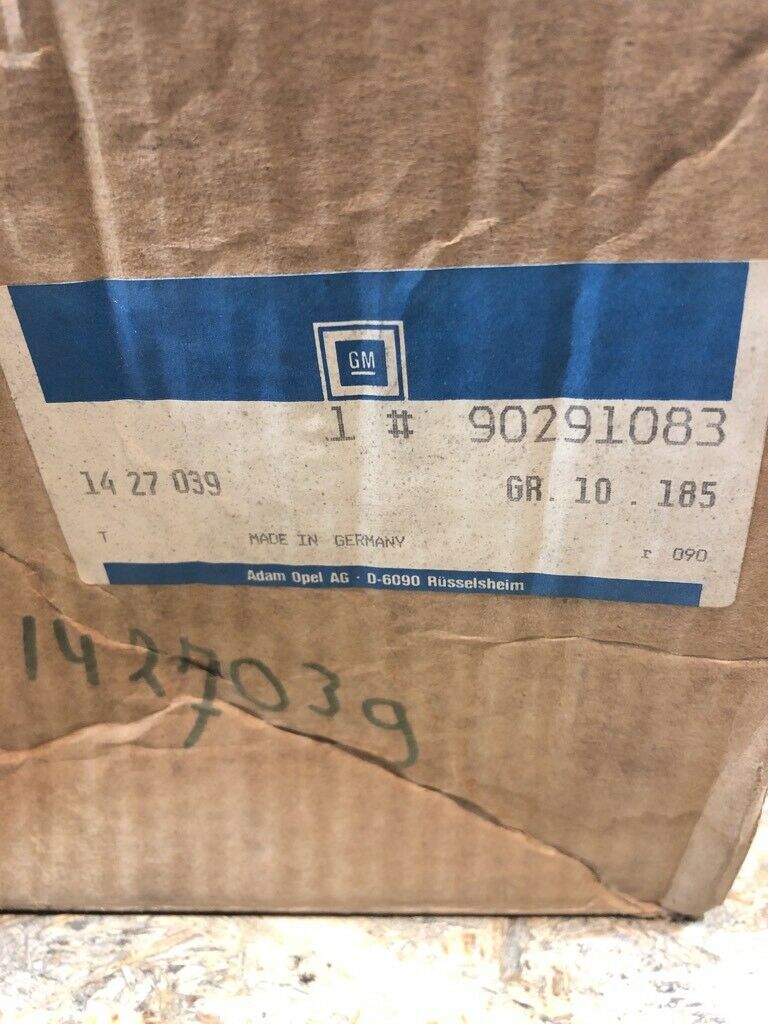 GM
1 # 90291083
14 27 039 GR. 10 . 185
T MADE IN GERMANY r 090
Adam Opel AG · D-6090 Rüsselsheim
1427039